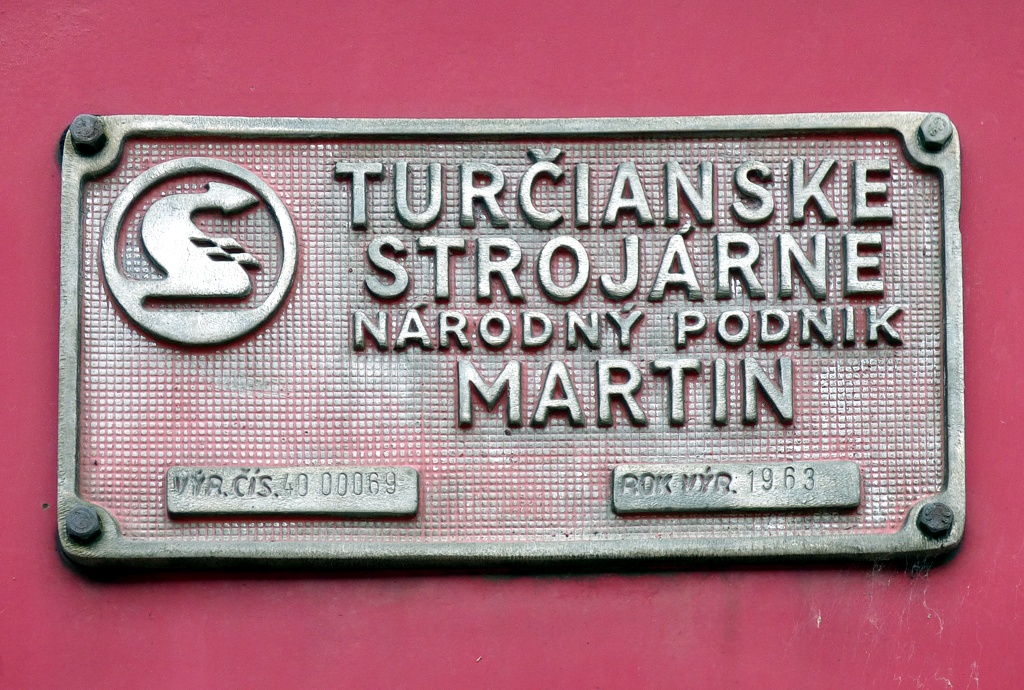 TURČIANSKE
STROJÁRNE
NÁRODNÝ PODNIK
MARTIN
VÝR. ČÍS. 40 00069
ROK VÝR. 1963